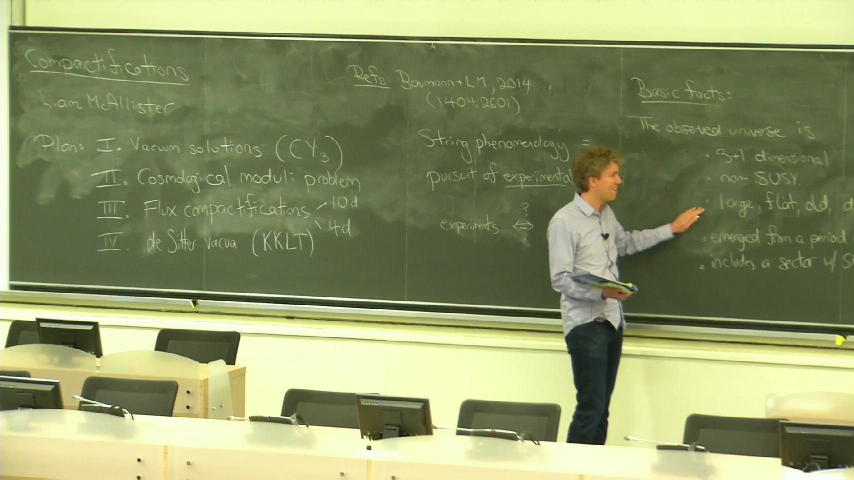 Compactifications
Liam McAllister
Plan: I. Vacuum solutions (CY₃)
II. Cosmological moduli problem
III. Flux compactifications 10d
4d
IV. de Sitter vacua (KKLT)
Refs: Baumann + LM, 2014
(1404.2601)
String phenomenology =
pursuit of experimental
?
experiments ⇔
Basic facts:
The observed universe is
• 3+1 dimensional
• non-SUSY
• large, flat, old,
• emerged from a period
• includes a sector w/